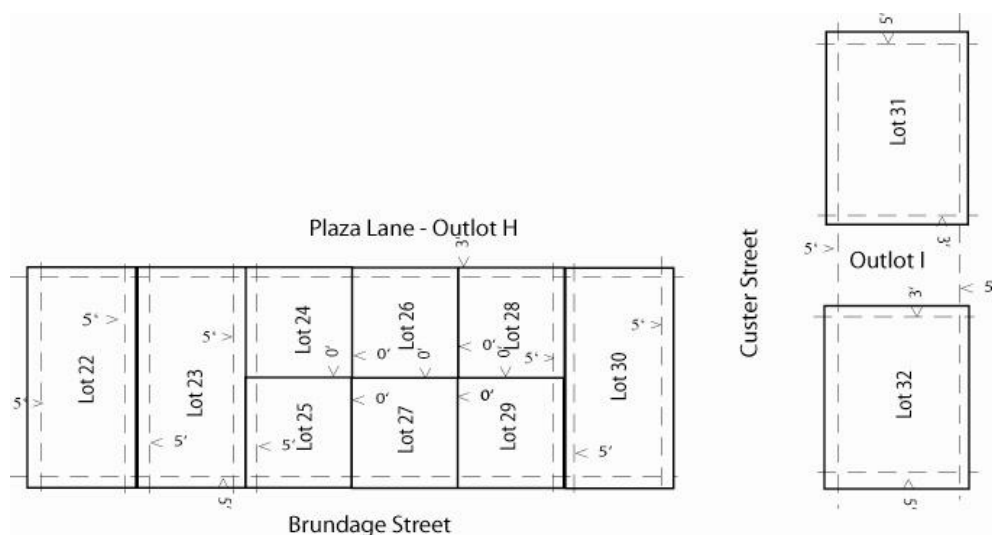 5'
Lot 31
3'
Plaza Lane - Outlot H
3'
Custer Street
5'
Outlot I
5
3'
Lot 22
5'
5'
Lot 23
5'
5'
Lot 24
0'
Lot 26
0'
0'
Lot 28
0'
0'
5'
Lot 30
5'
Lot 25
5'
Lot 27
0'
Lot 29
0'
5'
Lot 32
5'
5'
Brundage Street